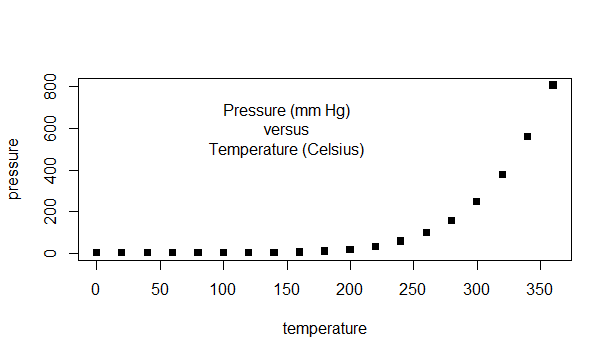 Pressure (mm Hg)
versus
Temperature (Celsius)
pressure
800
600
400
200
0
0 50 100 150 200 250 300 350
temperature